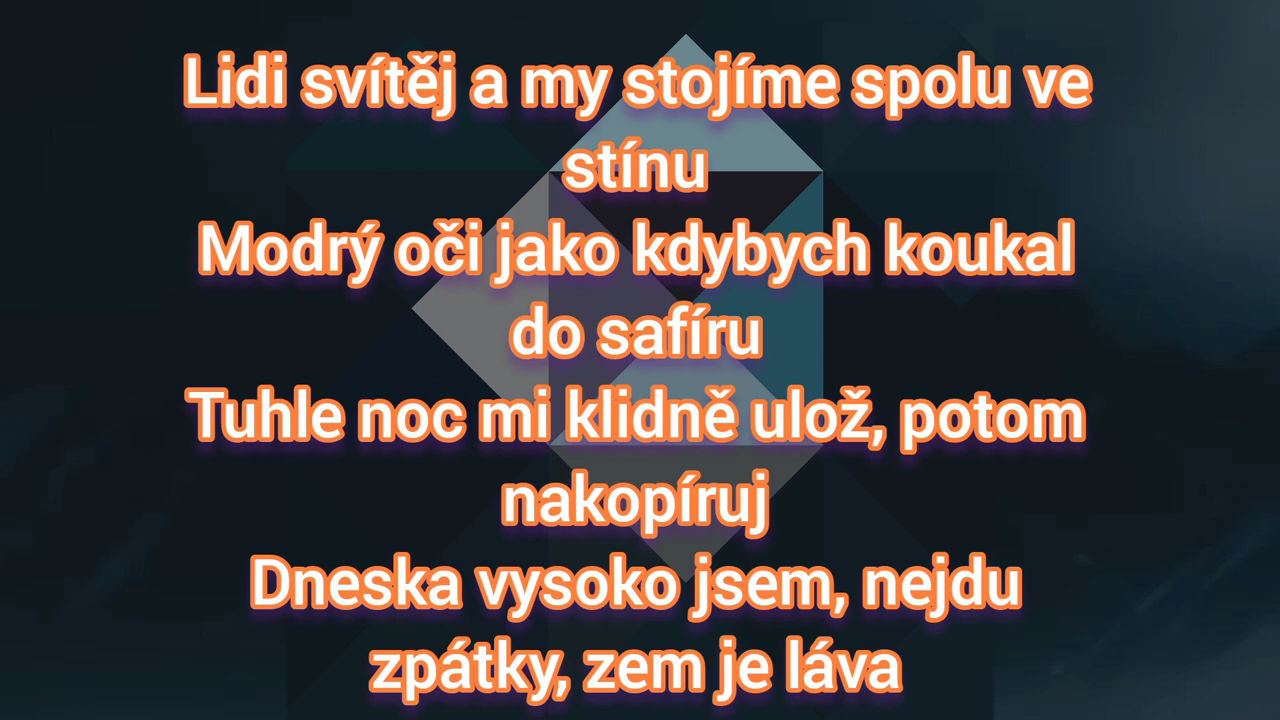 Lidi svítěj a my stojíme spolu ve
stínu
Modrý oči jako kdybych koukal
do safíru
Tuhle noc mi klidně ulož, potom
nakopíruj
Dneska vysoko jsem, nejdu
zpátky, zem je láva